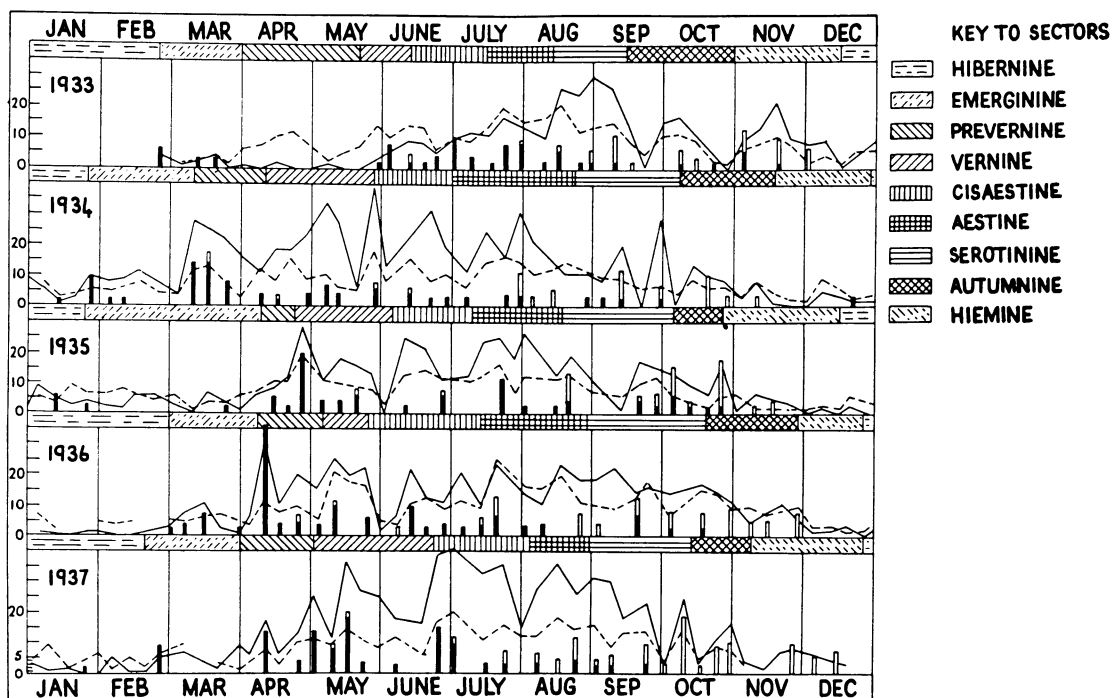 JAN FEB MAR APR MAY JUNE JULY AUG SEP OCT NOV DEC
KEY TO SECTORS
HIBERNINE
EMERGININE
PREVERNINE
VERNINE
CISAESTINE
AESTINE
SEROTININE
AUTUMNINE
HIEMINE
1933
20
10
0
1934
20
10
0
1935
20
10
0
1936
20
10
0
1937
20
5
0
JAN FEB MAR APR MAY JUNE JULY AUG SEP OCT NOV DEC